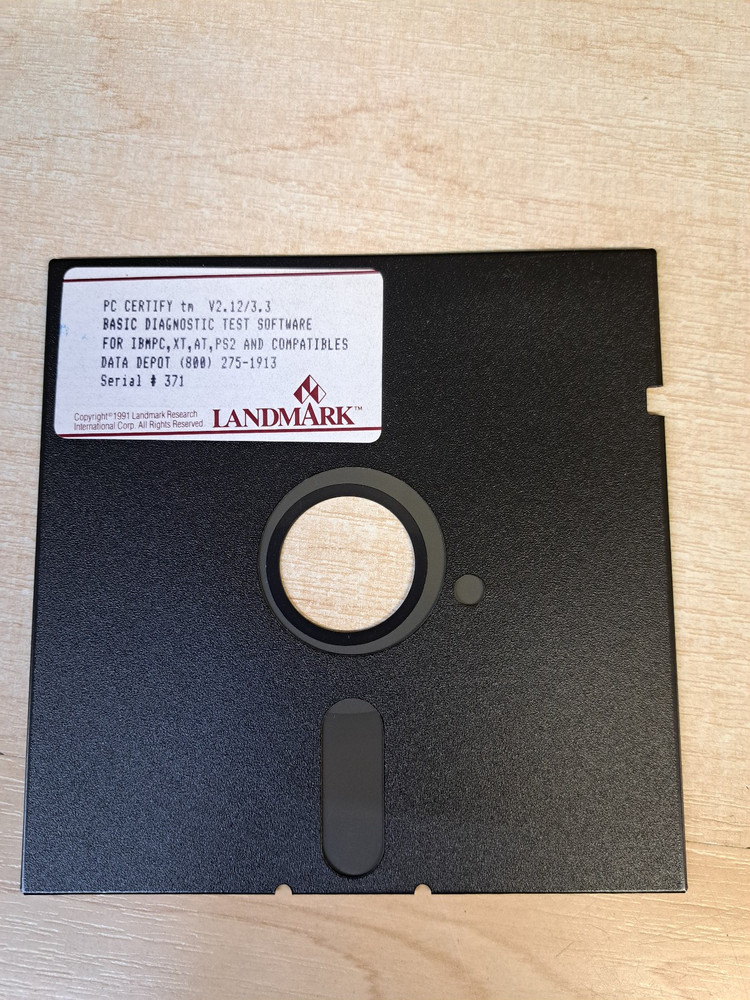 PC CERTIFY tm V2.12/3.3
BASIC DIAGNOSTIC TEST SOFTWARE
FOR IBMPC,XT,AT,PS2 AND COMPATIBLES
DATA DEPOT (800) 275-1913
Serial # 371
Copyright©1991 Landmark Research
International Corp. All Rights Reserved
LANDMARK™